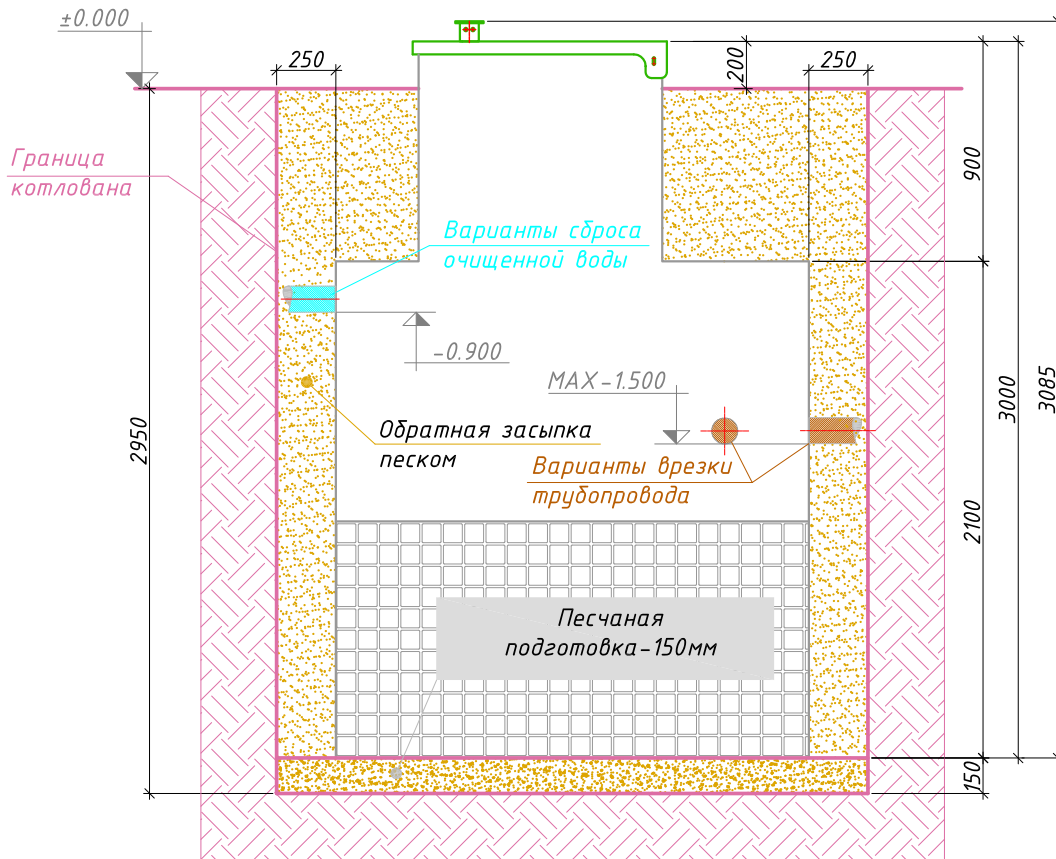 ±0.000
250
200
250
Граница
котлована
900
Варианты сброса
очищенной воды
-0.900
MAX-1.500
3000
3085
2950
Обратная засыпка
песком
Варианты врезки
трубопровода
2100
Песчаная
подготовка-150мм
150